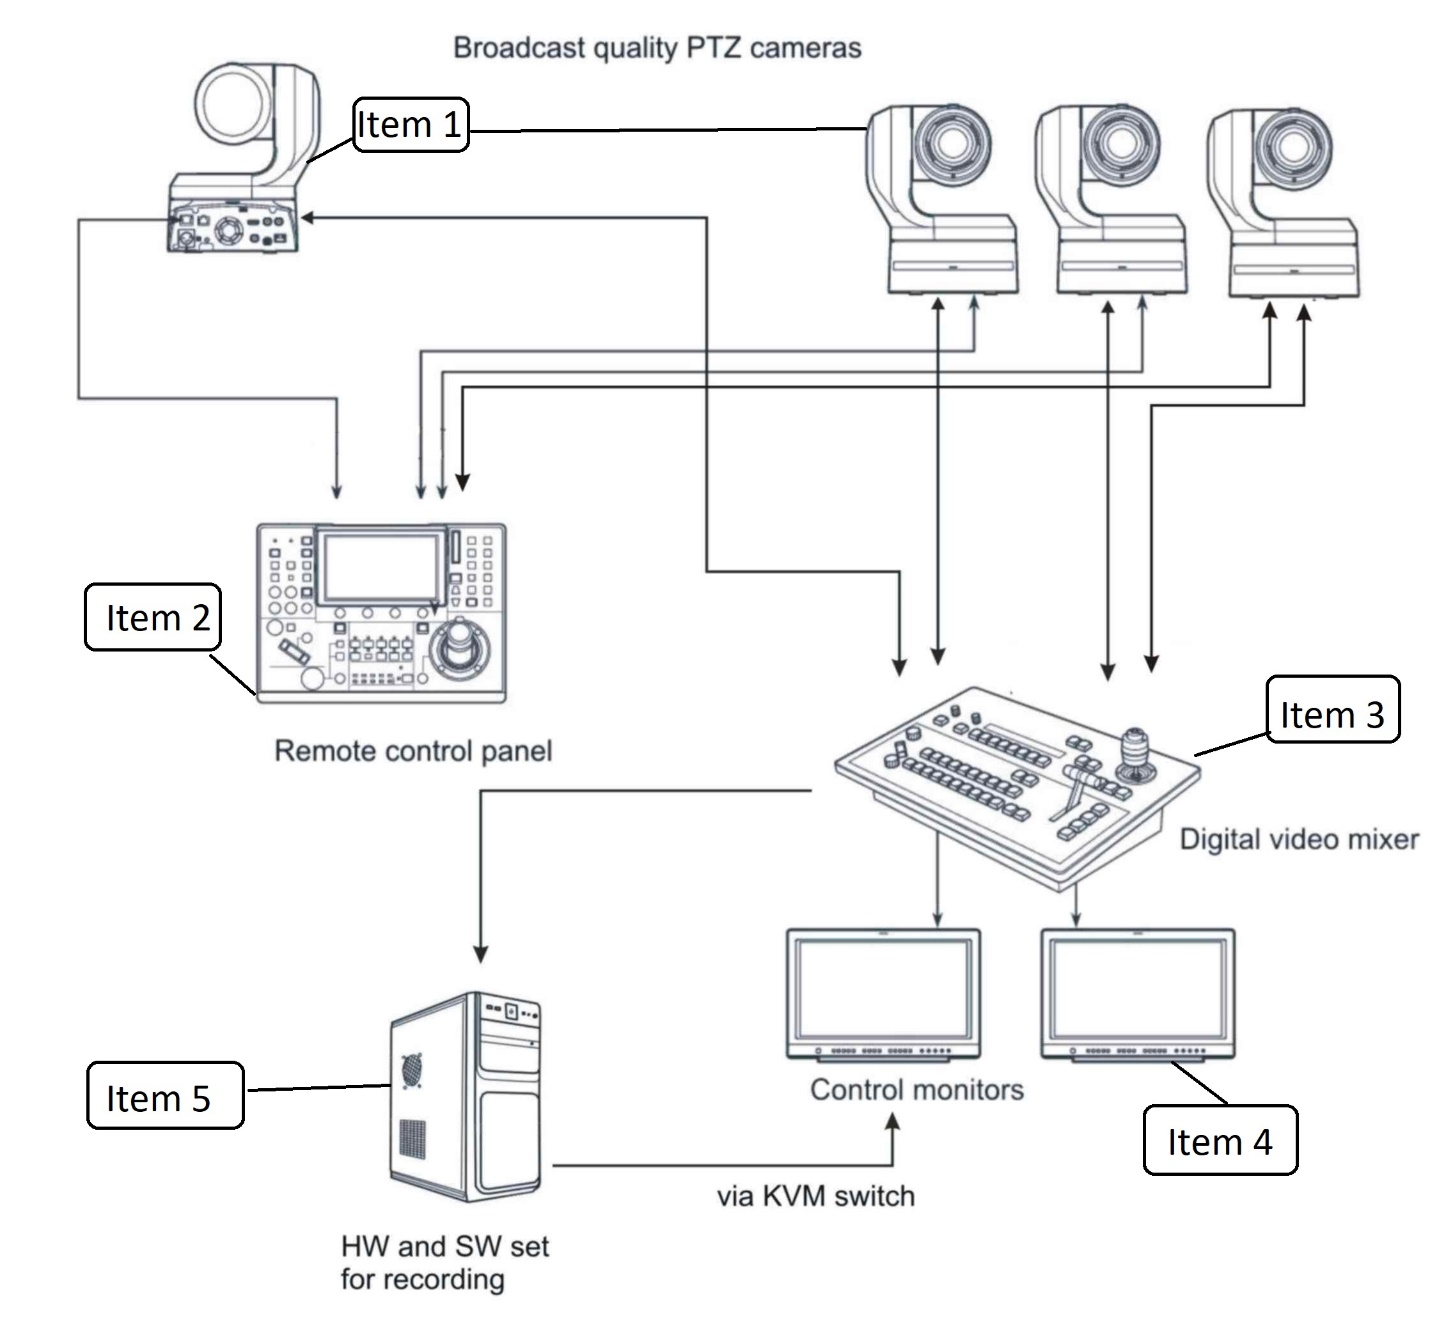 Broadcast quality PTZ cameras
Item 1
Item 2
Remote control panel
Item 3
Digital video mixer
Control monitors
Item 4
Item 5
via KVM switch
HW and SW set
for recording